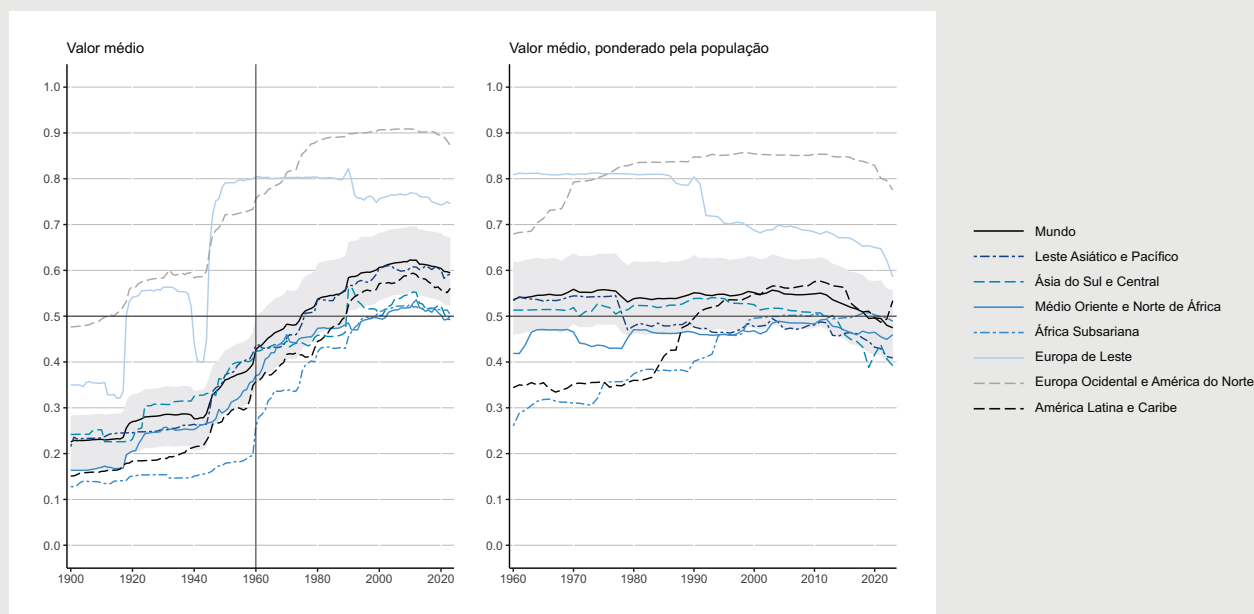 Valor médio
1.0
0.9
0.8
0.7
0.6
0.5
0.4
0.3
0.2
0.1
0.0
1900 1920 1940 1960 1980 2000 2020
Valor médio, ponderado pela população
1.0
0.9
0.8
0.7
0.6
0.5
0.4
0.3
0.2
0.1
0.0
1960 1970 1980 1990 2000 2010 2020
Mundo
Leste Asiático e Pacífico
Ásia do Sul e Central
Médio Oriente e Norte de África
África Subsariana
Europa de Leste
Europa Ocidental e América do Norte
América Latina e Caribe